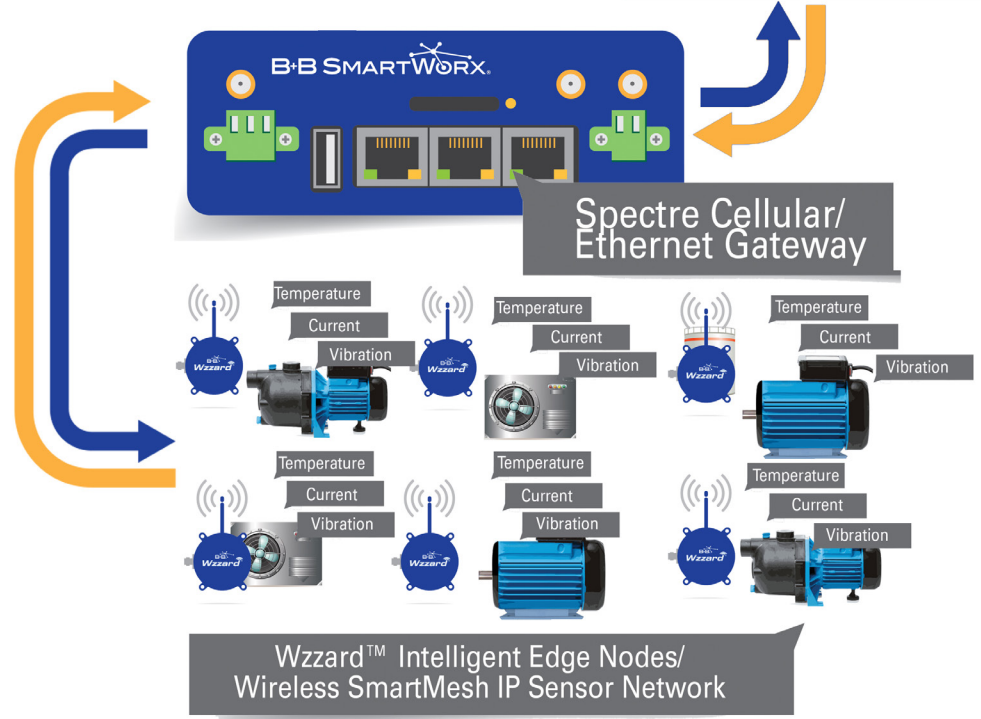 B+B SMARTWORX®
Spectre Cellular/
Ethernet Gateway
Temperature
Current
Vibration
B+B
Wzzard
Temperature
Current
Vibration
B+B
Wzzard
Temperature
Current
Vibration
B+B
Wzzard
Temperature
Current
Vibration
B+B
Wzzard
Temperature
Current
Vibration
B+B
Wzzard
Temperature
Current
Vibration
B+B
Wzzard
Wzzard™ Intelligent Edge Nodes/
Wireless SmartMesh IP Sensor Network